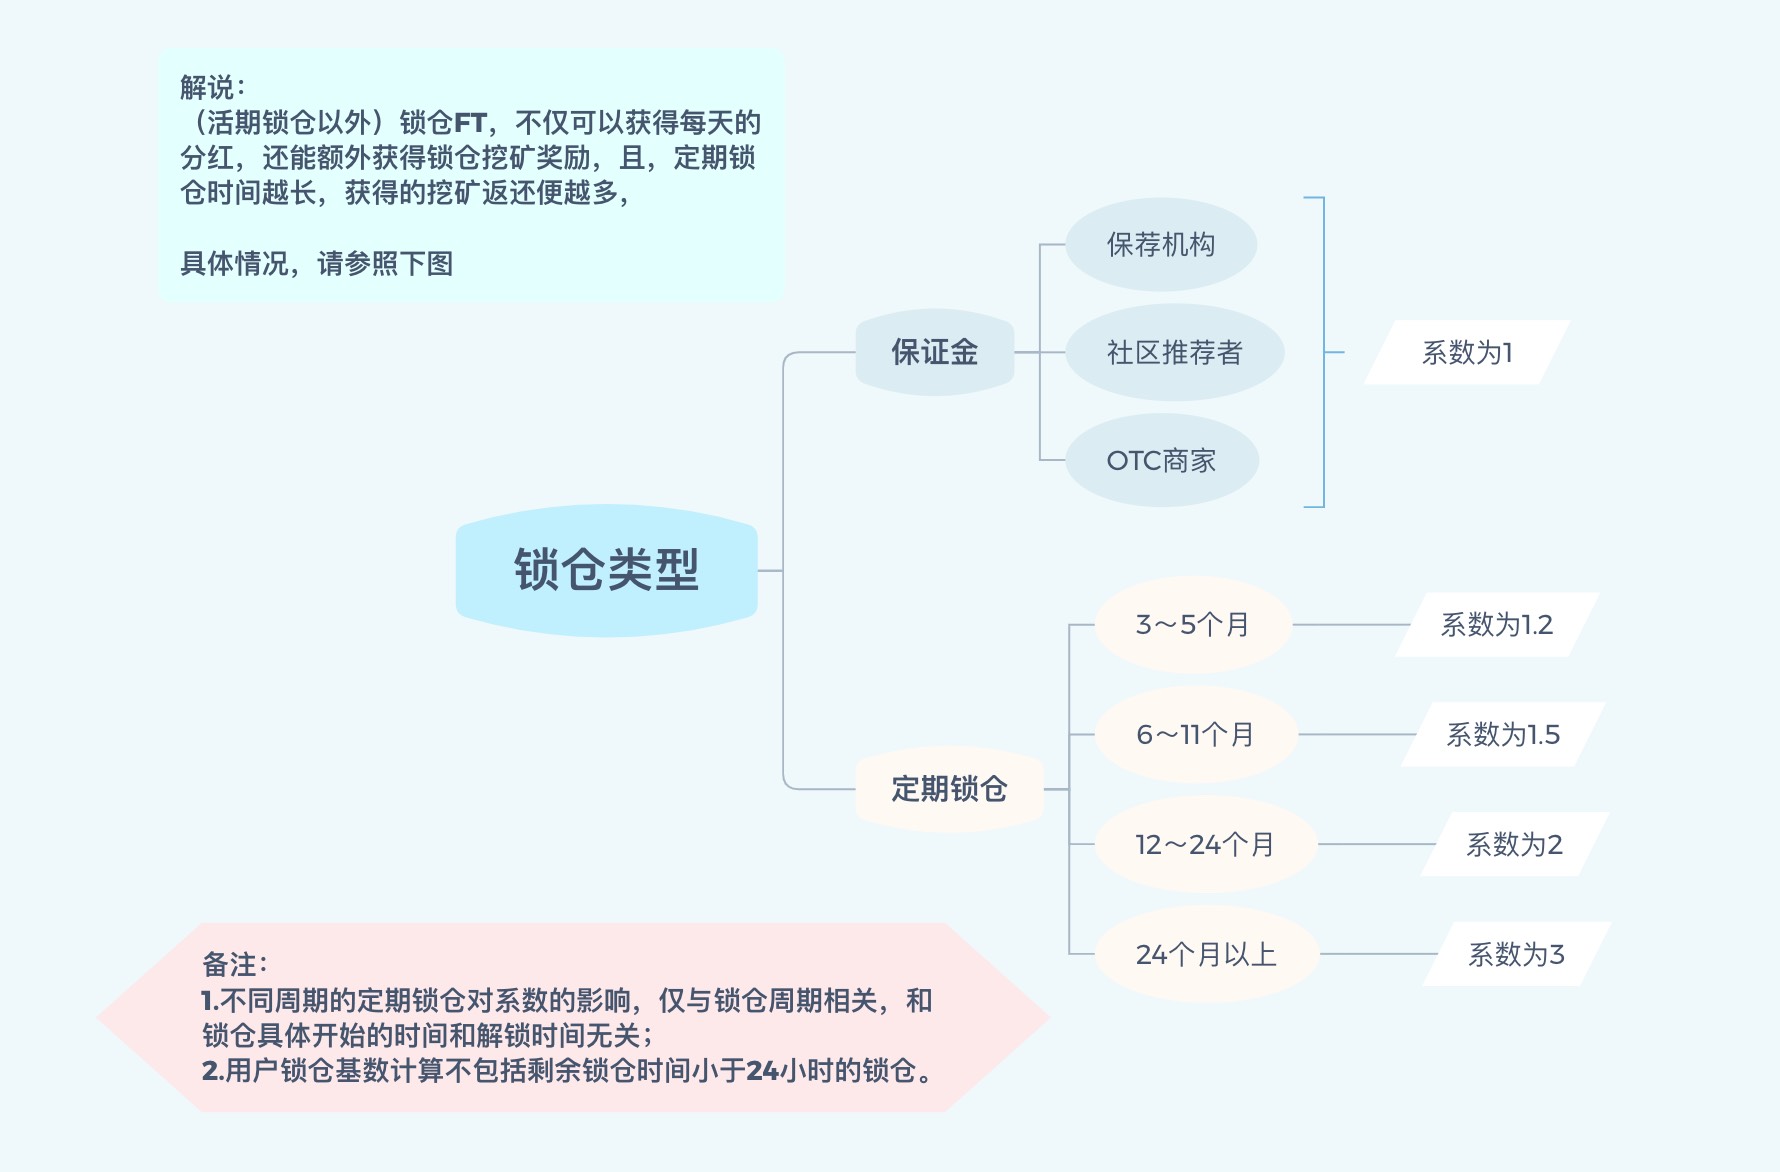 解说：
（活期锁仓以外）锁仓FT，不仅可以获得每天的
分红，还能额外获得锁仓挖矿奖励，且，定期锁
仓时间越长，获得的挖矿返还便越多，
具体情况，请参照下图
锁仓类型
保证金
保荐机构
社区推荐者
OTC商家
系数为1
定期锁仓
3～5个月
系数为1.2
6～11个月
系数为1.5
12～24个月
系数为2
24个月以上
系数为3
备注：
1.不同周期的定期锁仓对系数的影响，仅与锁仓周期相关，和
锁仓具体开始的时间和解锁时间无关；
2.用户锁仓基数计算不包括剩余锁仓时间小于24小时的锁仓。